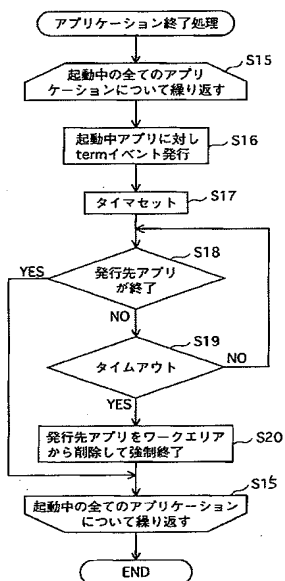 アプリケーション終了処理
S15
起動中の全てのアプリ
ケーションについて繰り返す
起動中アプリに対し
termイベント発行
S16
タイマセット
S17
S18
YES
発行先アプリ
が終了
NO
S19
タイムアウト
NO
YES
発行先アプリをワークエリア
から削除して強制終了
S20
S15
起動中の全てのアプリケーション
について繰り返す
END